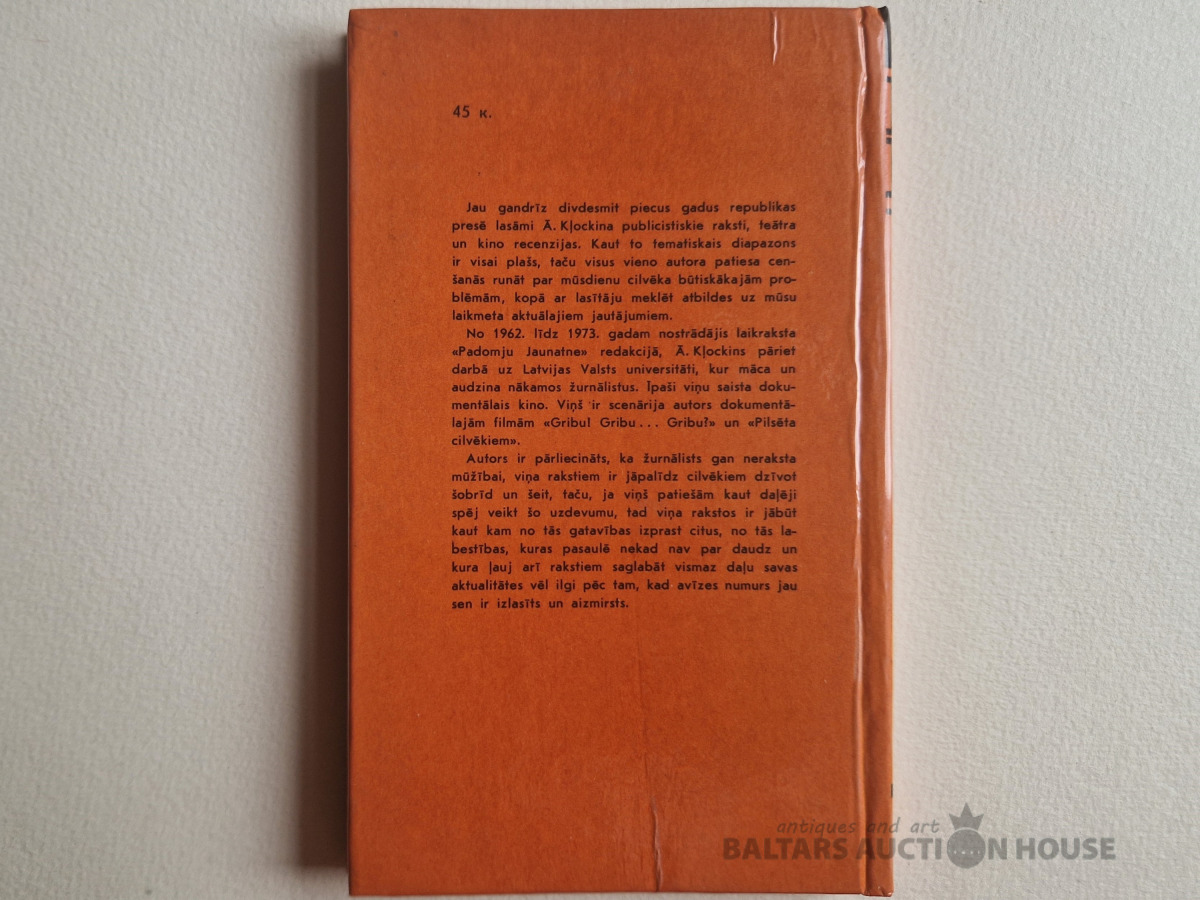 45 к.
Jau gandrīz divdesmit piecus gadus republikas
presē lasāmi Ā. Kļockina publicistiskie raksti, teātra
un kino recenzijas. Kaut to tematiskais diapazons
ir visai plašs, taču visus vieno autora patiesa cen-
šanās runāt par mūsdienu cilvēka būtiskākajām pro-
blēmām, kopā ar lasītāju meklēt atbildes uz mūsu
laikmeta aktuālajiem jautājumiem.
No 1962. līdz 1973. gadam nostrādājis laikraksta
«Padomju Jaunatne» redakcijā, Ā. Kļockins pāriet
darbā uz Latvijas Valsts universitāti, kur māca un
audzina nākamos žurnālistus. Īpaši viņu saista doku-
mentālais kino. Viņš ir scenārija autors dokumentā-
lajām filmām «Gribu! Gribu... Gribu?» un «Pilsēta
cilvēkiem».
Autors ir pārliecināts, ka žurnālists gan neraksta
mūžībai, viņa rakstiem ir jāpalīdz cilvēkiem dzīvot
šobrīd un šeit, taču, ja viņš patiešām kaut daļēji
spēj veikt šo uzdevumu, tad viņa rakstos ir jābūt
kaut kam no tās gatavības izprast citus, no tās la-
bestības, kuras pasaulē nekad nav par daudz un
kura ļauj arī rakstiem saglabāt vismaz daļu savas
aktualitātes vēl ilgi pēc tam, kad avīzes numurs jau
sen ir izlasīts un aizmirsts.
antiques and art
BALTARS AUCTION HOUSE